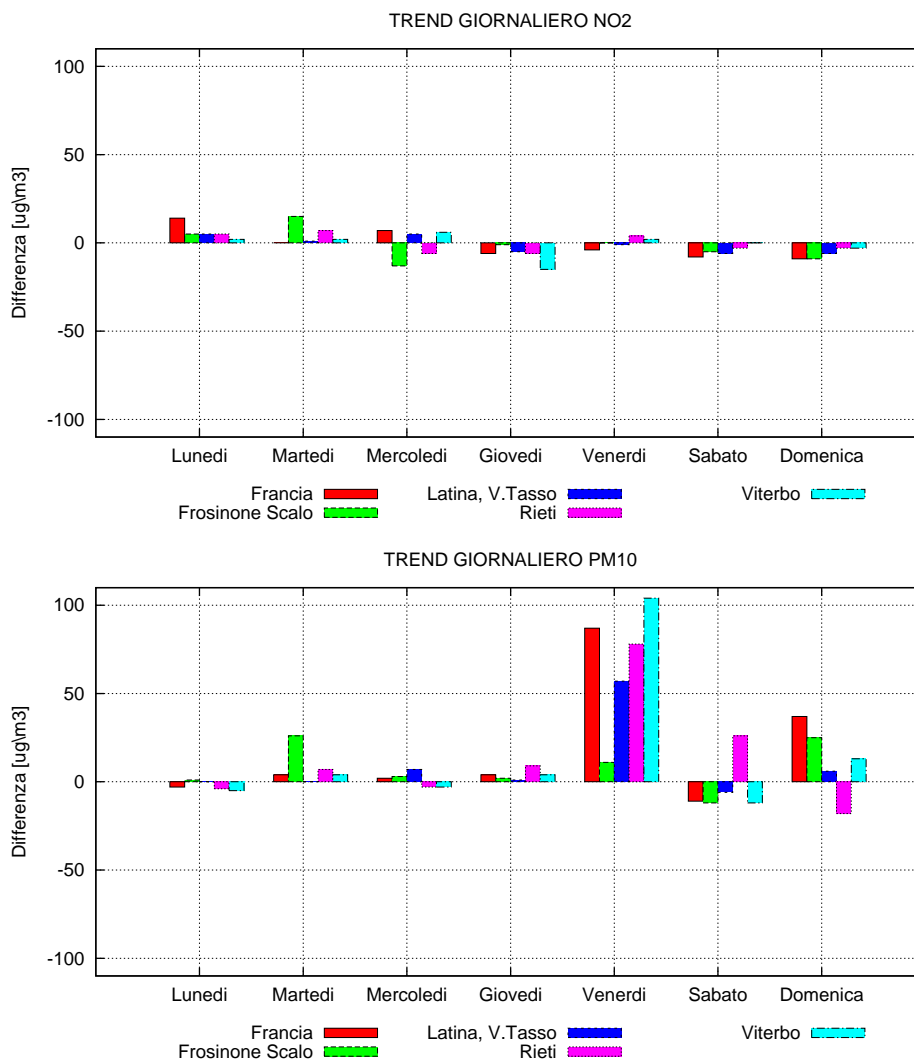 TREND GIORNALIERO NO2
100
50
0
-50
-100
Differenza [ug\m3]
Lunedi Martedi Mercoledi Giovedi Venerdi Sabato Domenica
Francia Latina, V.Tasso Viterbo
Frosinone Scalo Rieti
TREND GIORNALIERO PM10
100
50
0
-50
-100
Differenza [ug\m3]
Lunedi Martedi Mercoledi Giovedi Venerdi Sabato Domenica
Francia Latina, V.Tasso Viterbo
Frosinone Scalo Rieti